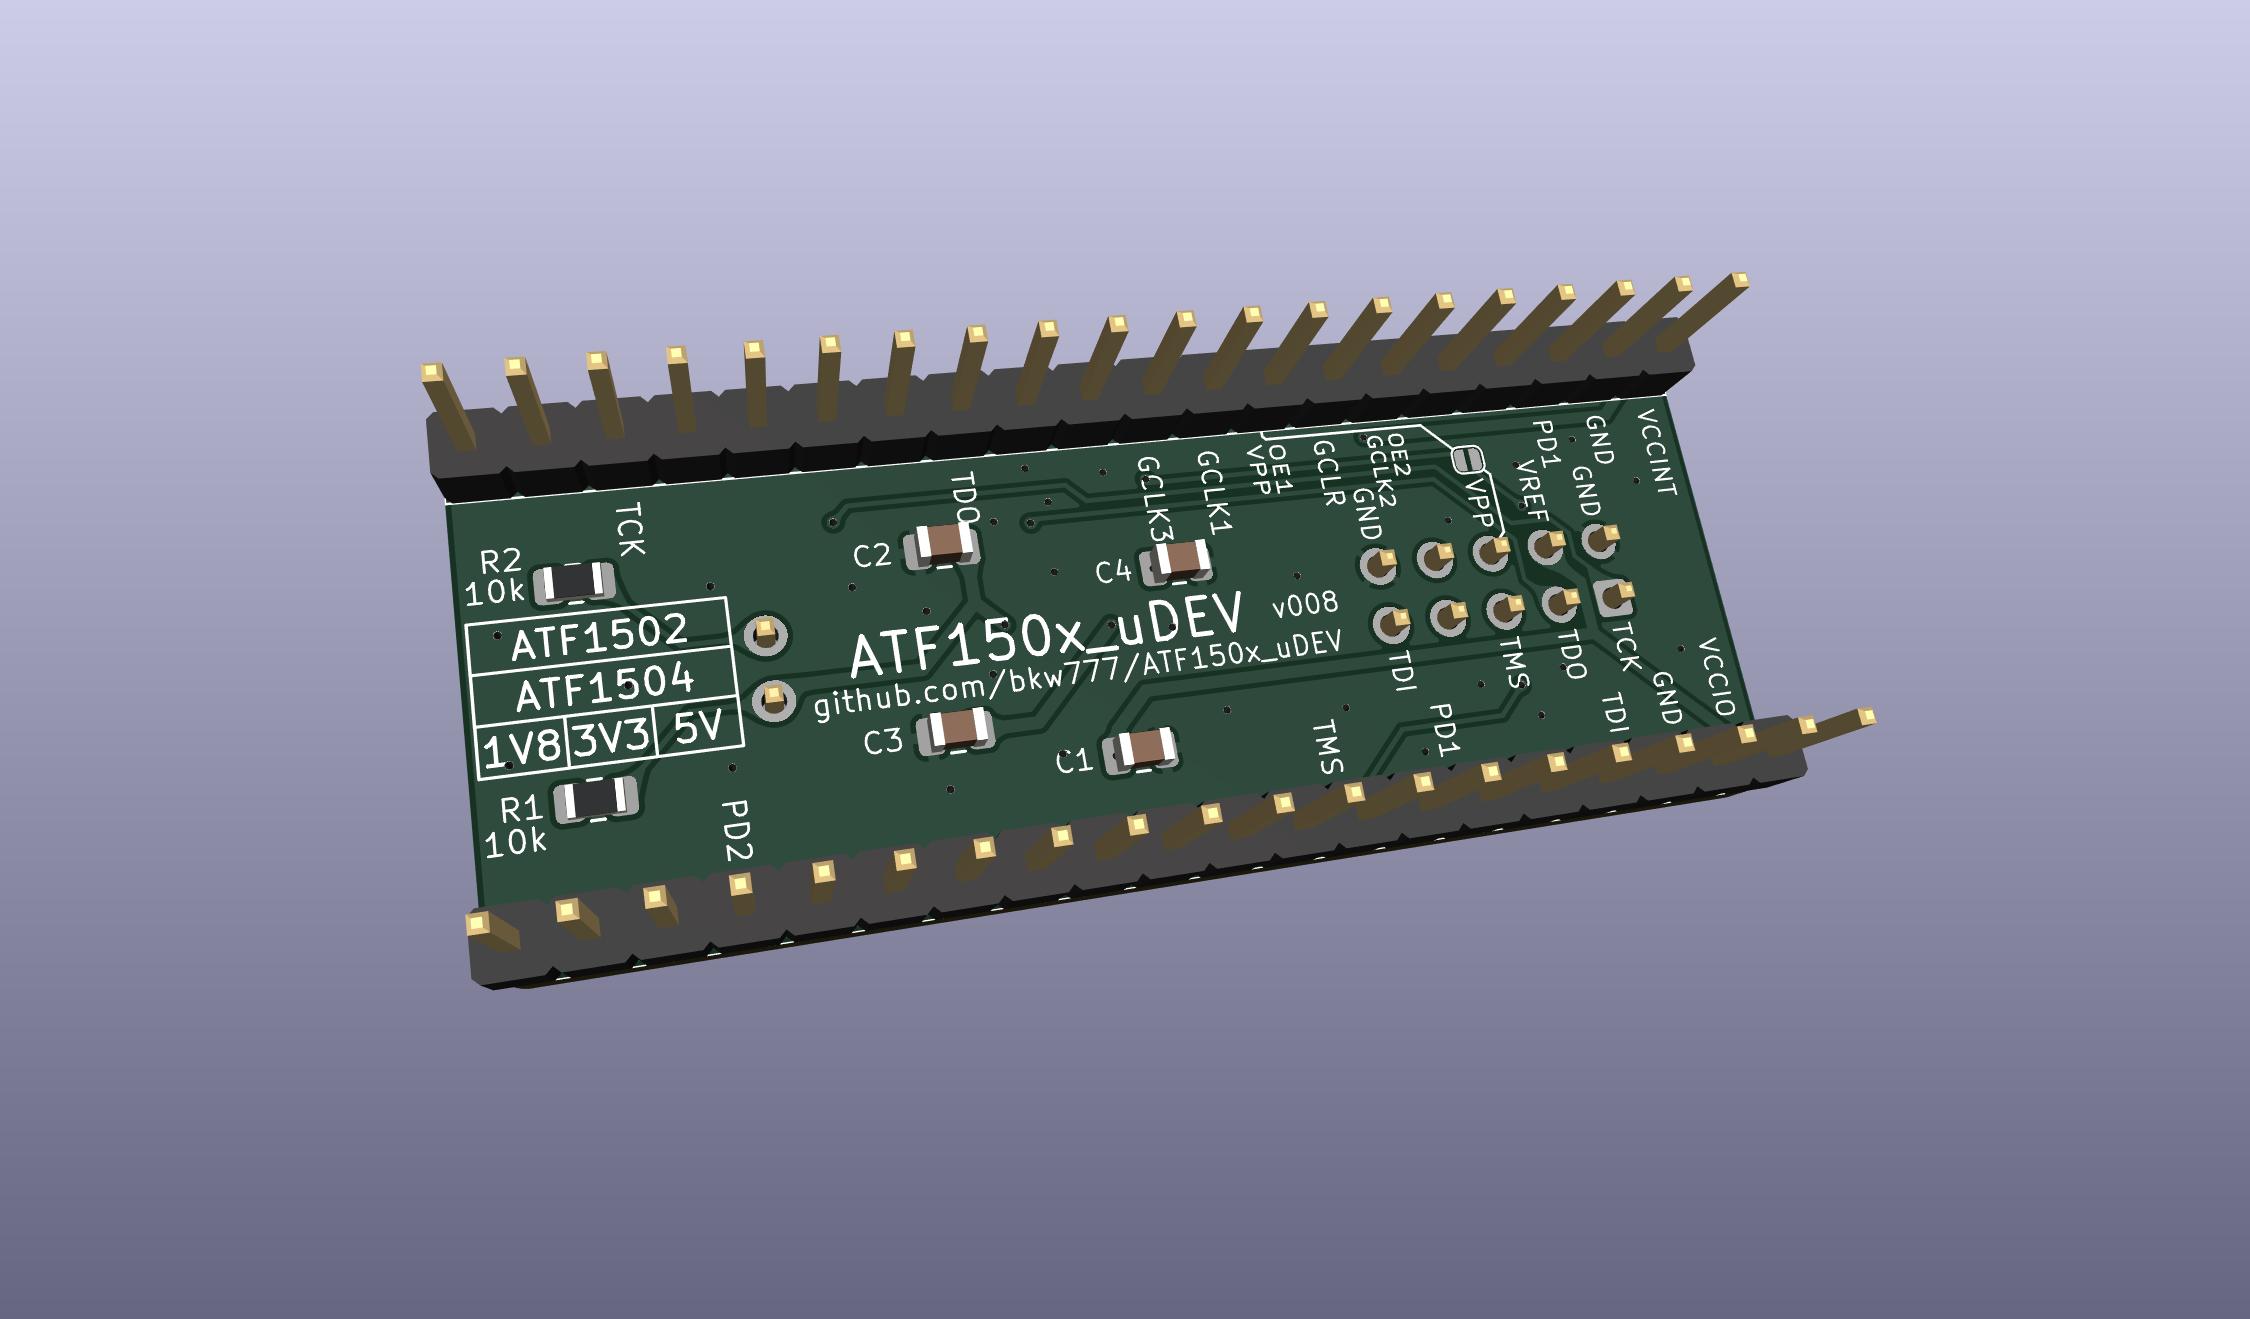 VCCINT
GND
PD1
GND
VREF
VPP
OE2
GCLK2
GND
GCLR
OE1
VPP
GCLK1
GCLK3
TDO
TCK
R2
10k
C2
C4
ATF1502
ATF1504
1V8 3V3 5V
ATF150x_uDEV v008
github.com/bkw777/ATF150x_uDEV
TDI
TMS
TDO
TCK
VCCIO
GND
TDI
PD1
TMS
C3
C1
R1
10k
PD2